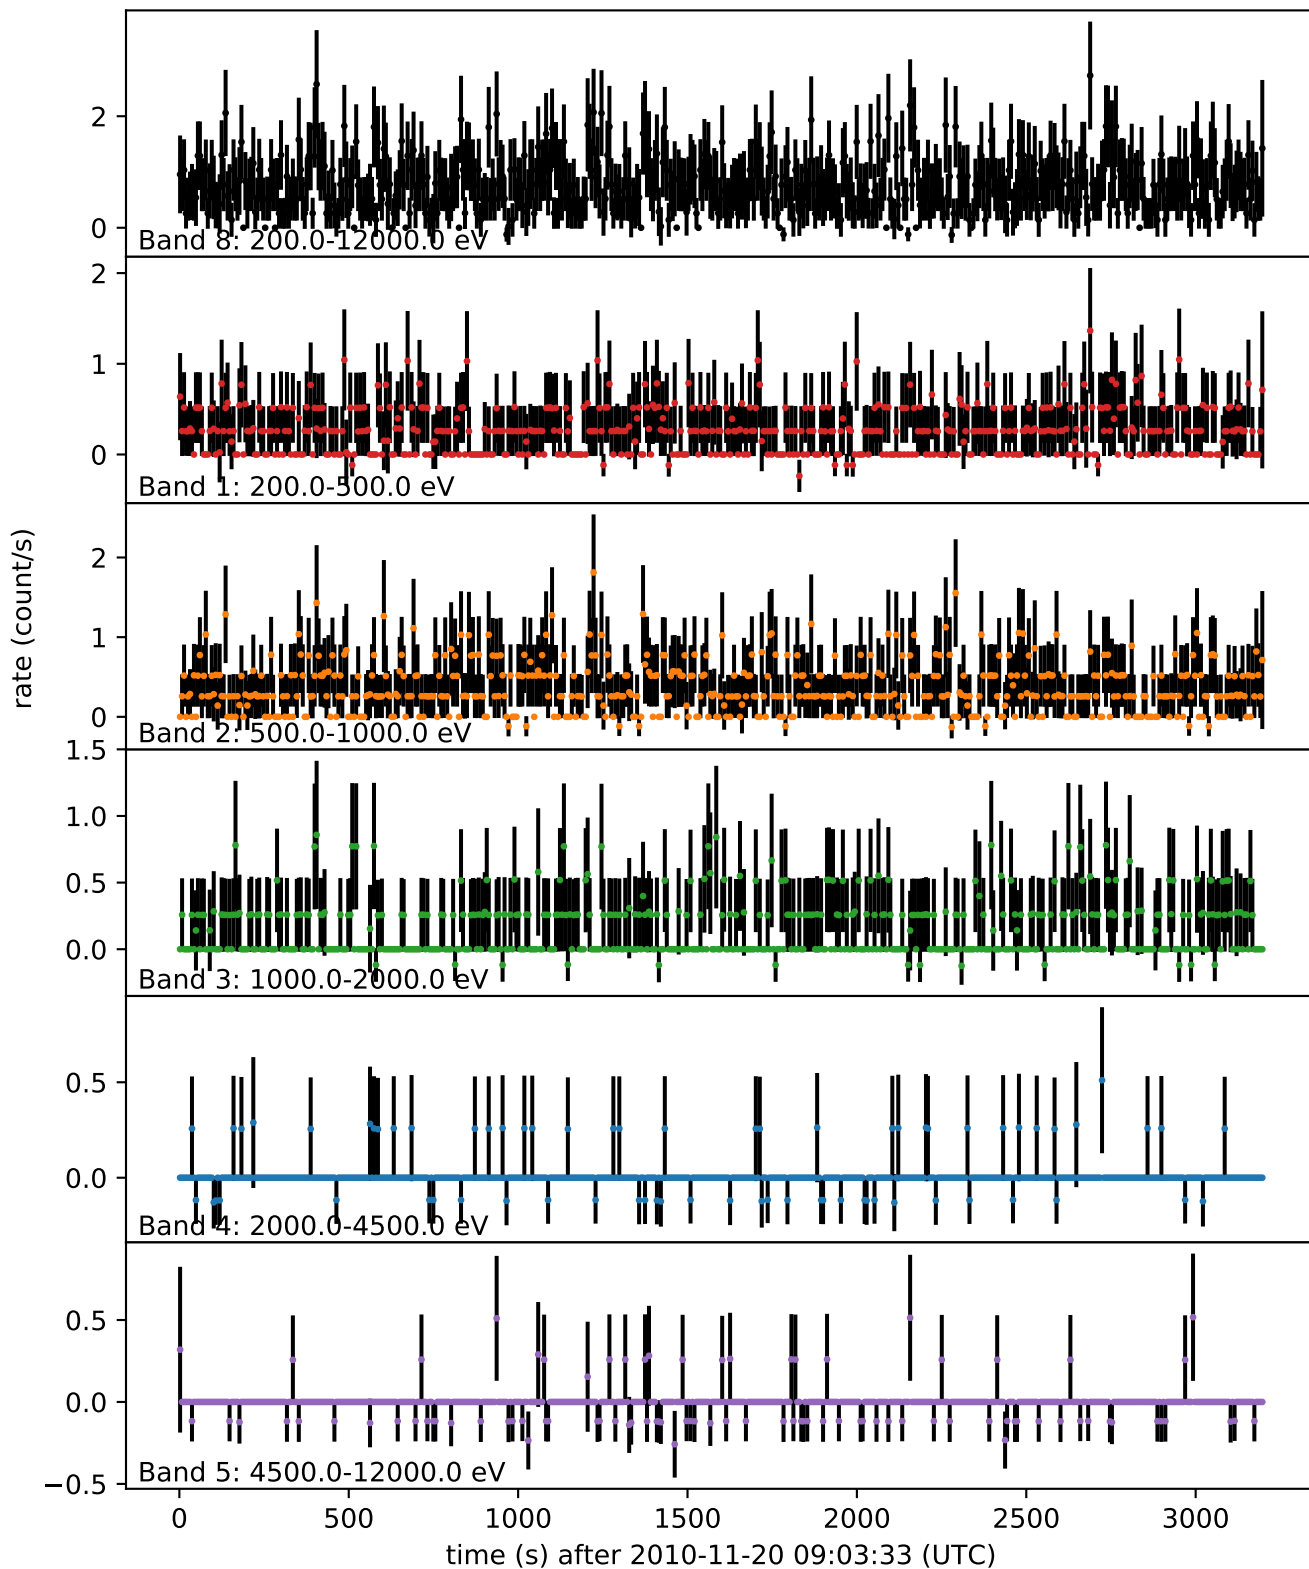 2
0
Band 8: 200.0-12000.0 eV
2
1
0
Band 1: 200.0-500.0 eV
rate (count/s)
2
1
0
Band 2: 500.0-1000.0 eV
1.5
1.0
0.5
0.0
Band 3: 1000.0-2000.0 eV
0.5
0.0
Band 4: 2000.0-4500.0 eV
0.5
0.0
−0.5
Band 5: 4500.0-12000.0 eV
0 500 1000 1500 2000 2500 3000
time (s) after 2010-11-20 09:03:33 (UTC)